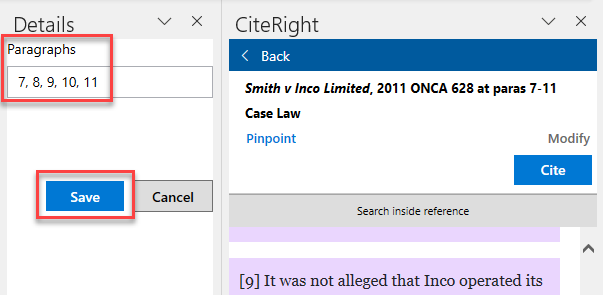 Details
Paragraphs
7, 8, 9, 10, 11
Save
Cancel
CiteRight
Back
Smith v Inco Limited, 2011 ONCA 628 at paras 7-11
Case Law
Pinpoint
Modify
Cite
Search inside reference
[9] It was not alleged that Inco operated its